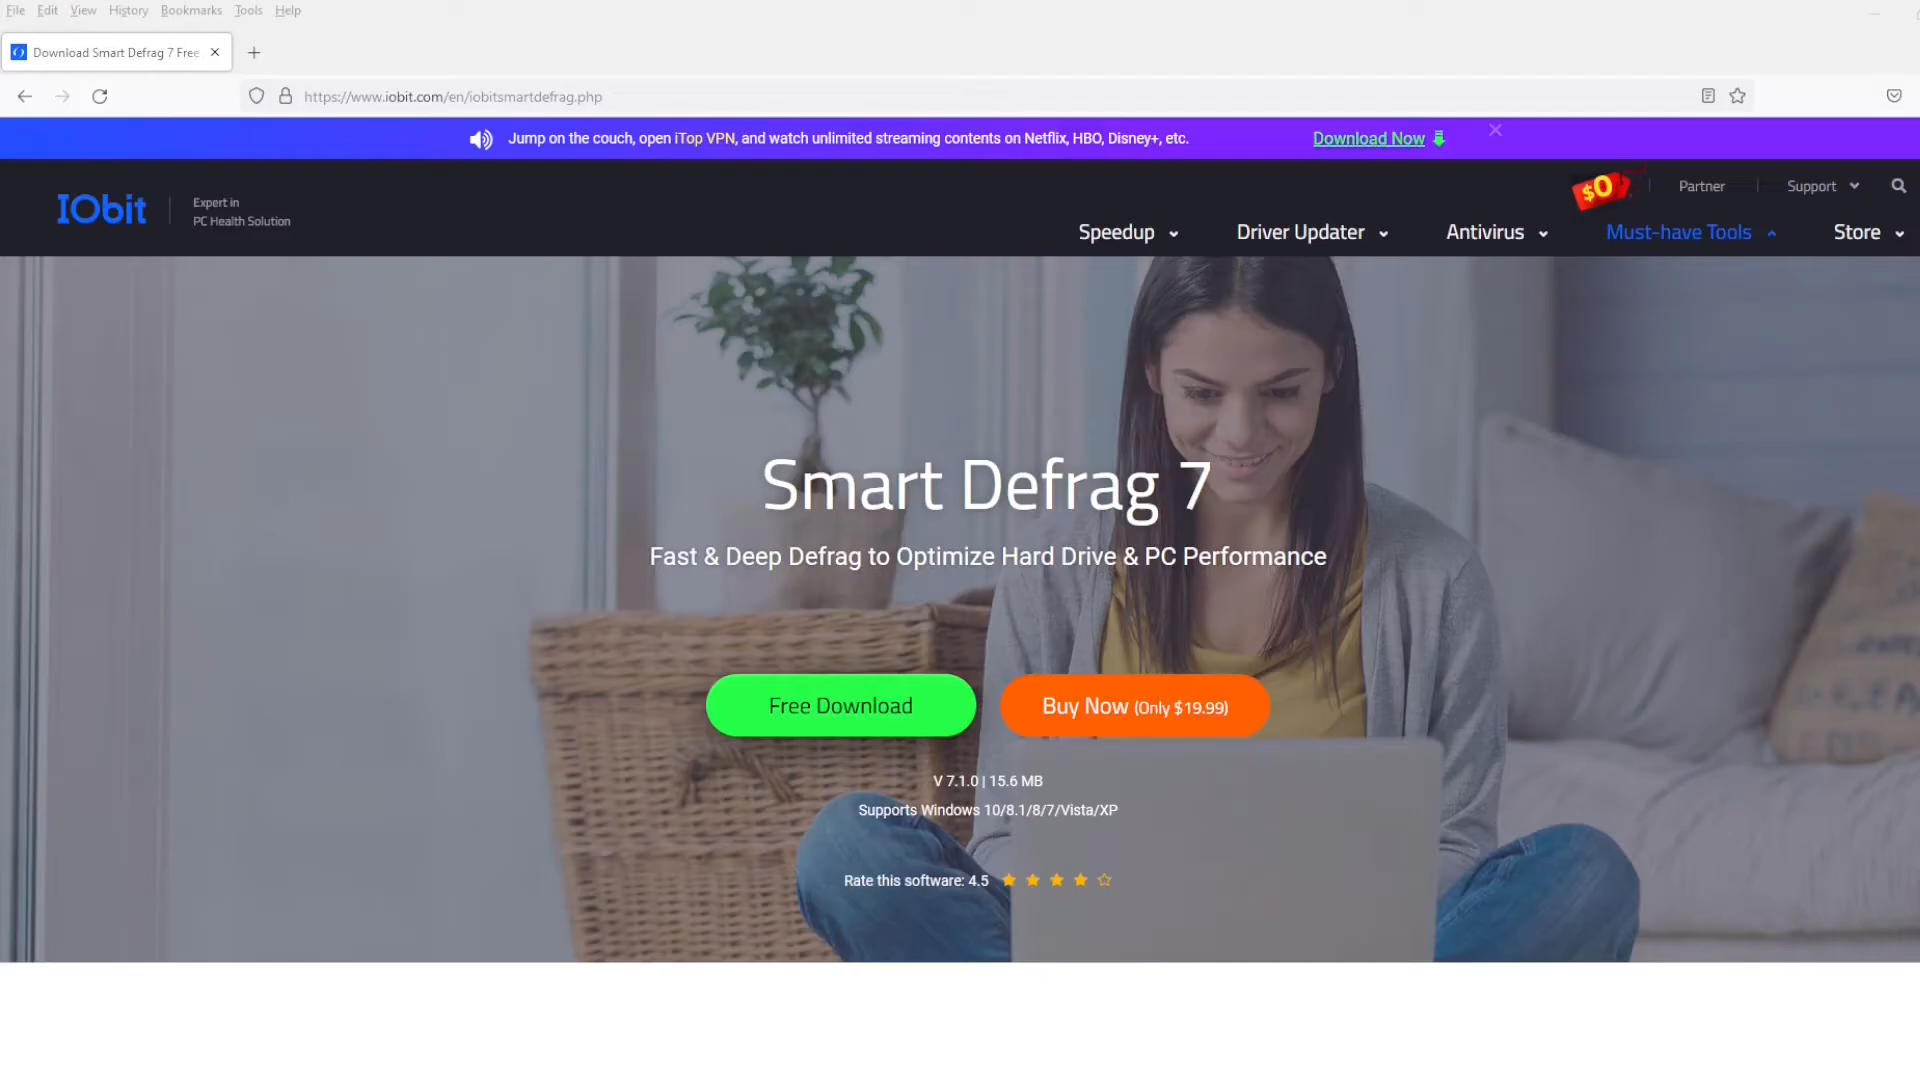 File Edit View History Bookmarks Tools Help
Download Smart Defrag 7 Free
https://www.iobit.com/en/iobitsmartdefrag.php
Jump on the couch, open iTop VPN, and watch unlimited streaming contents on Netflix, HBO, Disney+, etc. Download Now
IObit
Expert in
PC Health Solution
$0 Partner Support
Speedup Driver Updater Antivirus Must-have Tools Store
Smart Defrag 7
Fast & Deep Defrag to Optimize Hard Drive & PC Performance
Free Download Buy Now (Only $19.99)
V 7.1.0 | 15.6 MB
Supports Windows 10/8.1/8/7/Vista/XP
Rate this software: 4.5